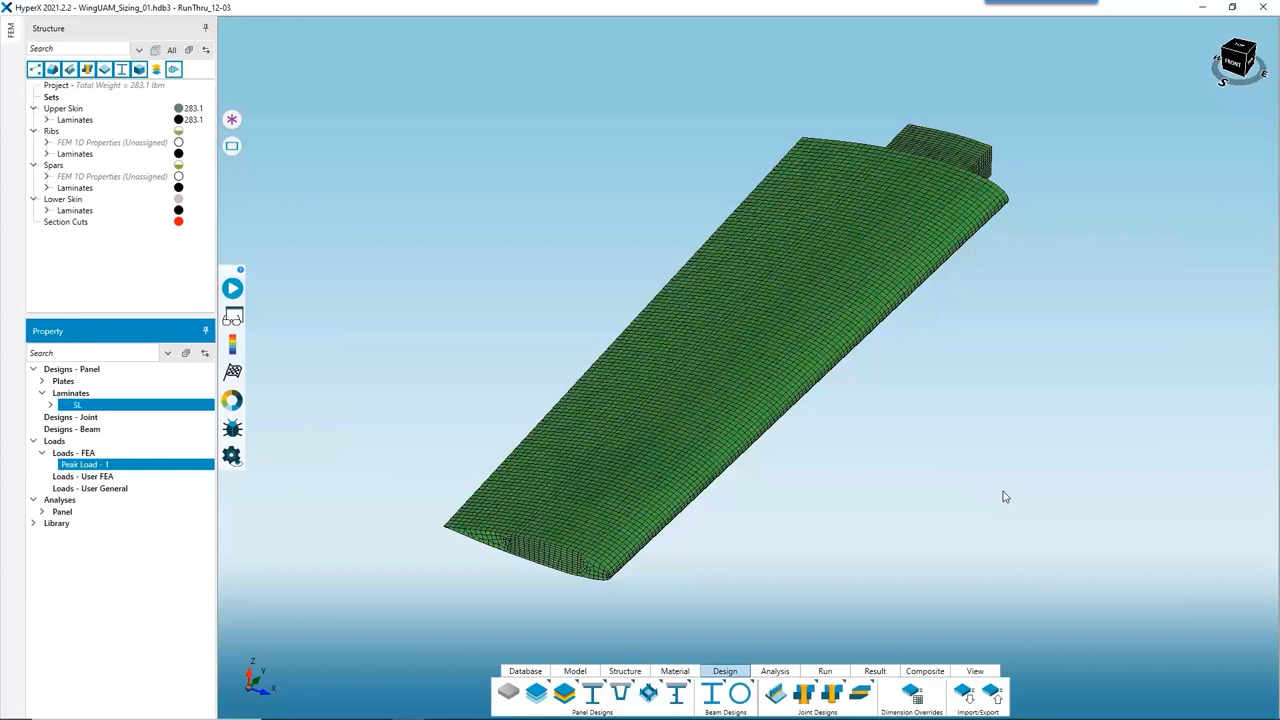 HyperX 2021.2.2 - WingUAM_Sizing_01.hdb3 - RunThru_12-03
FEM
Structure
Search
All
Project - Total Weight = 283.1 lbm
Sets
Upper Skin 283.1
Laminates 283.1
Ribs
FEM 1D Properties (Unassigned)
Laminates
Spars
FEM 1D Properties (Unassigned)
Laminates
Lower Skin
Laminates
Section Cuts
Property
Search
Designs - Panel
Plates
Laminates
SL
Designs - Joint
Designs - Beam
Loads
Loads - FEA
Peak Load - 1
Loads - User FEA
Loads - User General
Analyses
Panel
Library
FRONT
S
E
Z
Y
X
Database Model Structure Material Design Analysis Run Result Composite View
Panel Designs Beam Designs Joint Designs Dimension Overrides Import/Export